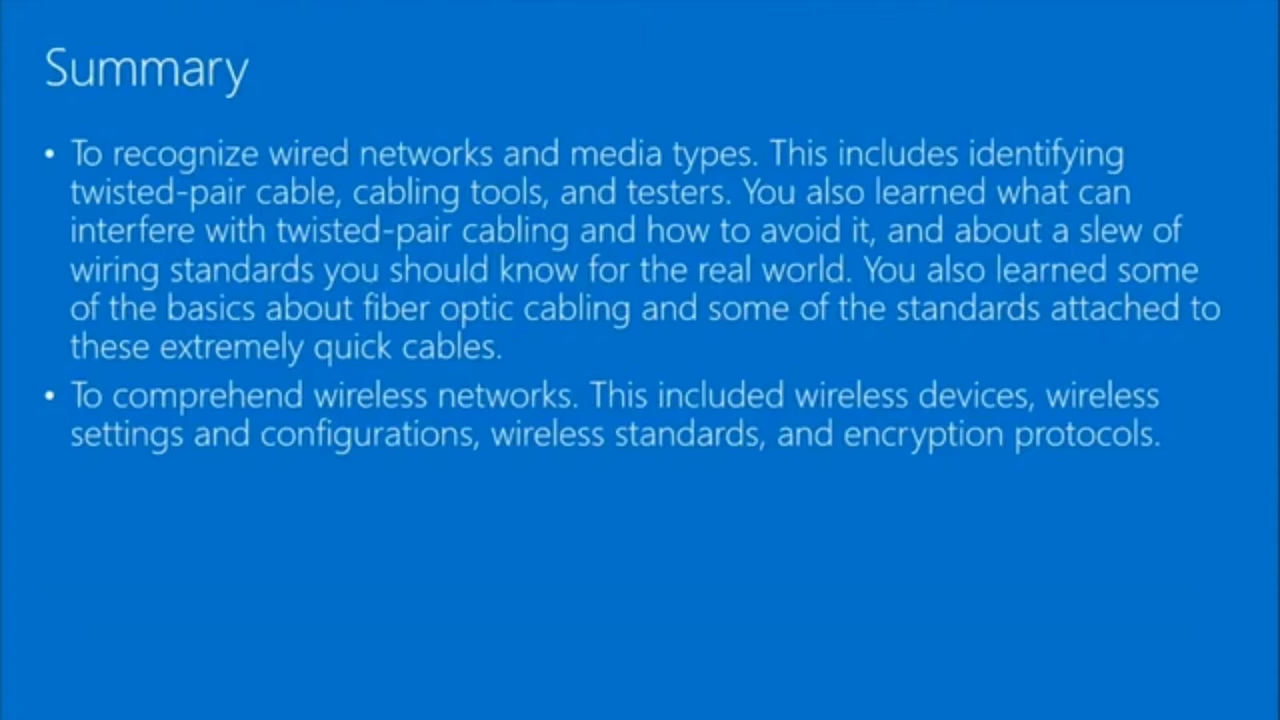 Summary
• To recognize wired networks and media types. This includes identifying
twisted-pair cable, cabling tools, and testers. You also learned what can
interfere with twisted-pair cabling and how to avoid it, and about a slew of
wiring standards you should know for the real world. You also learned some
of the basics about fiber optic cabling and some of the standards attached to
these extremely quick cables.
• To comprehend wireless networks. This included wireless devices, wireless
settings and configurations, wireless standards, and encryption protocols.